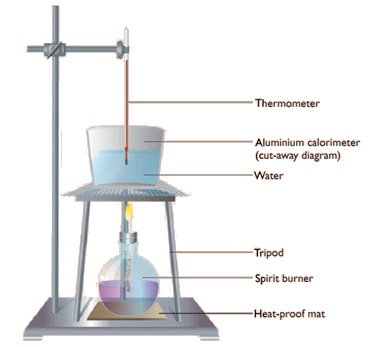 Thermometer
Aluminium calorimeter
(cut-away diagram)
Water
Tripod
Spirit burner
Heat-proof mat